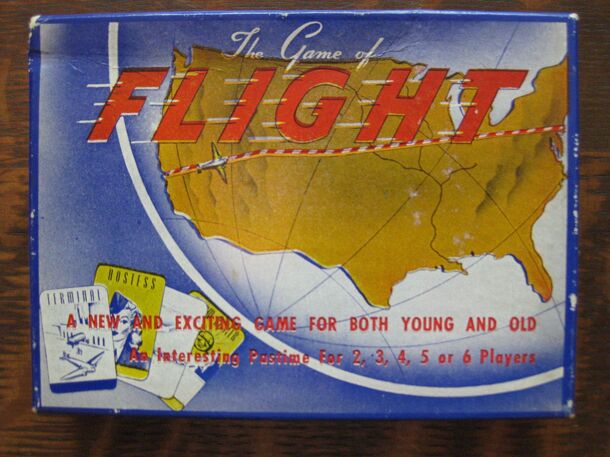 The Game of
FLIGHT
HOSTESS
TERMINAL
A NEW AND EXCITING GAME FOR BOTH YOUNG AND OLD
An Interesting Pastime For 2, 3, 4, 5 or 6 Players